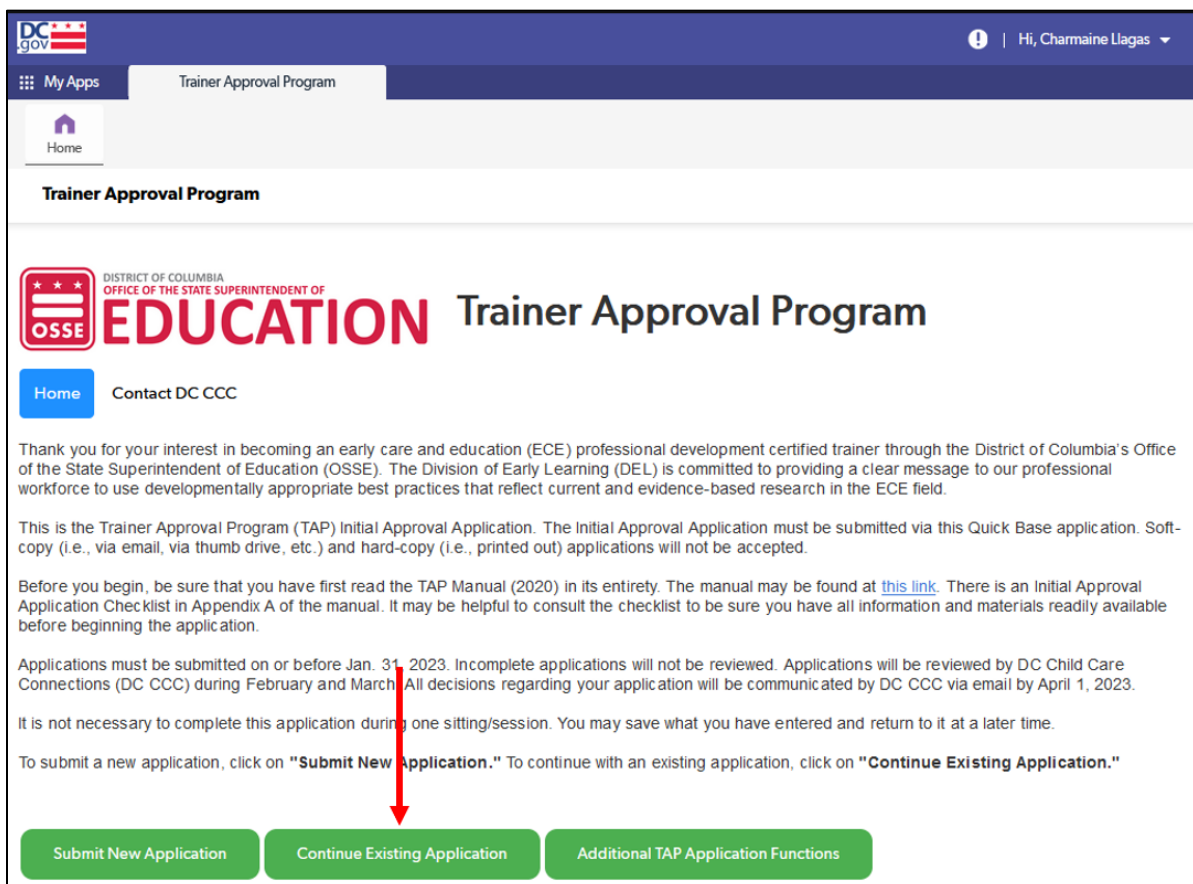 DC
.gov
Hi, Charmaine Llagas
My Apps
Trainer Approval Program
Home
Trainer Approval Program
OSSE
DISTRICT OF COLUMBIA
OFFICE OF THE STATE SUPERINTENDENT OF
EDUCATION
Trainer Approval Program
Home
Contact DC CCC
Thank you for your interest in becoming an early care and education (ECE) professional development certified trainer through the District of Columbia's Office
of the State Superintendent of Education (OSSE). The Division of Early Learning (DEL) is committed to providing a clear message to our professional
workforce to use developmentally appropriate best practices that reflect current and evidence-based research in the ECE field.
This is the Trainer Approval Program (TAP) Initial Approval Application. The Initial Approval Application must be submitted via this Quick Base application. Soft-
copy (i.e., via email, via thumb drive, etc.) and hard-copy (i.e., printed out) applications will not be accepted.
Before you begin, be sure that you have first read the TAP Manual (2020) in its entirety. The manual may be found at this link. There is an Initial Approval
Application Checklist in Appendix A of the manual. It may be helpful to consult the checklist to be sure you have all information and materials readily available
before beginning the application.
Applications must be submitted on or before Jan. 31, 2023. Incomplete applications will not be reviewed. Applications will be reviewed by DC Child Care
Connections (DC CCC) during February and March. All decisions regarding your application will be communicated by DC CCC via email by April 1, 2023.
It is not necessary to complete this application during one sitting/session. You may save what you have entered and return to it at a later time.
To submit a new application, click on "Submit New Application." To continue with an existing application, click on "Continue Existing Application."
Submit New Application
Continue Existing Application
Additional TAP Application Functions